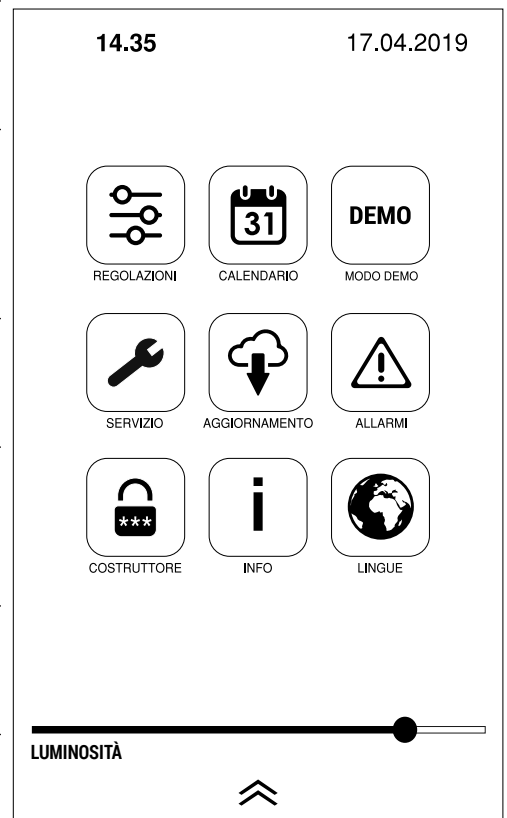 14.35 17.04.2019
31 DEMO
REGOLAZIONI CALENDARIO MODO DEMO
SERVIZIO AGGIORNAMENTO ALLARMI
***
i
COSTRUTTORE INFO LINGUE
LUMINOSITÀ